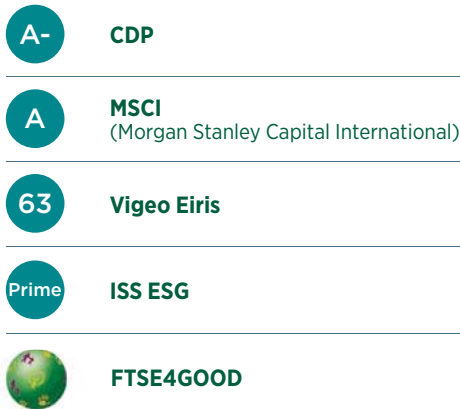 A-
CDP
A
MSCI
(Morgan Stanley Capital International)
63
Vigeo Eiris
Prime
ISS ESG
FTSE4GOOD